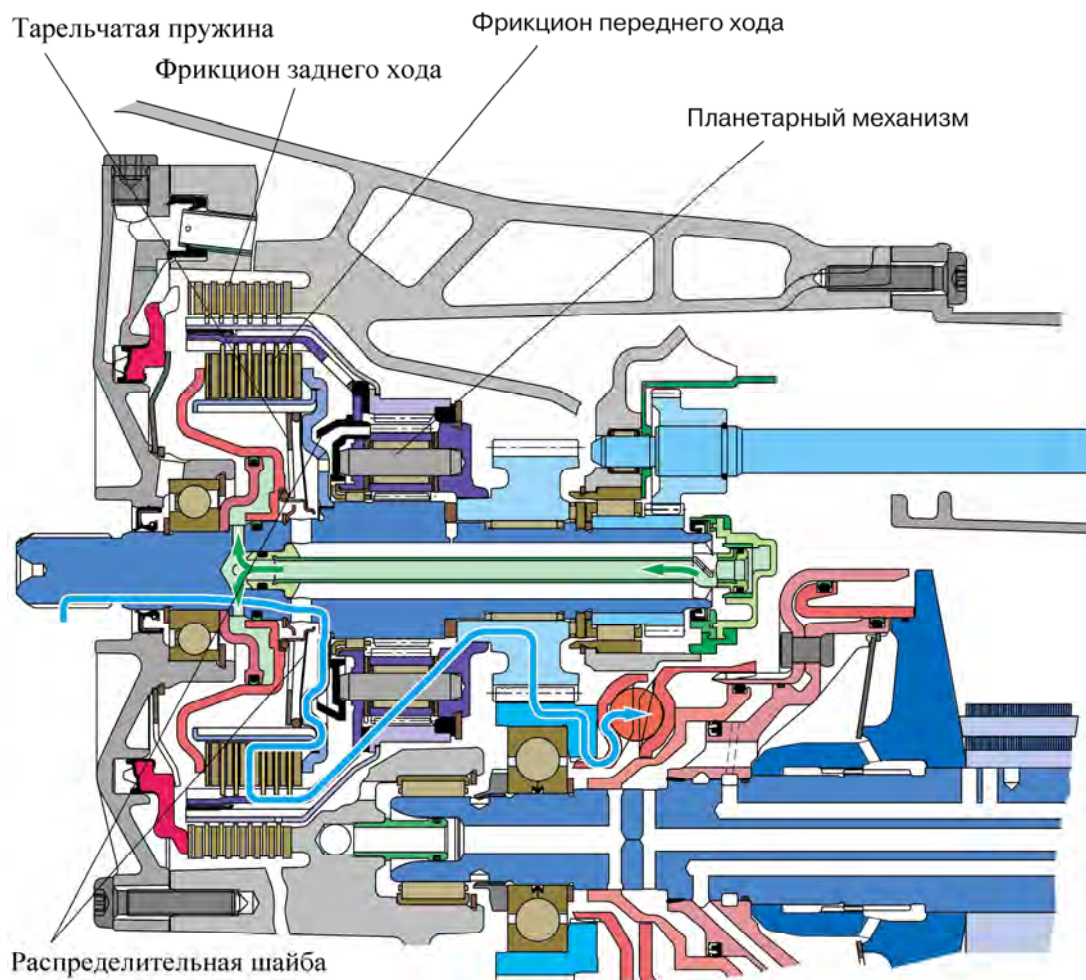 Тарельчатая пружина
Фрикцион переднего хода
Фрикцион заднего хода
Планетарный механизм
Распределительная шайба